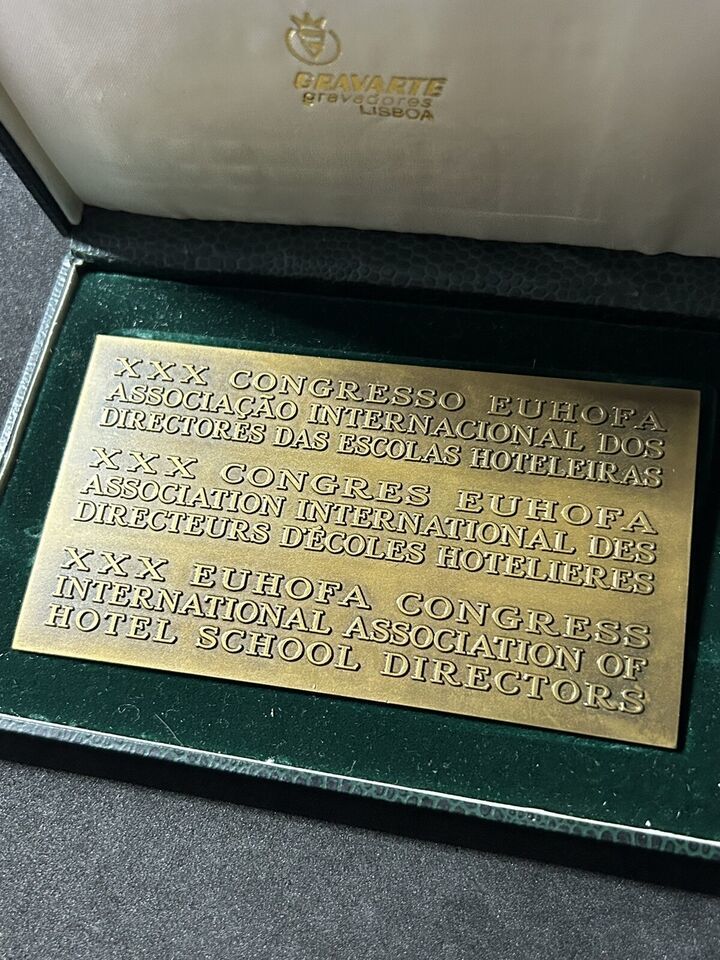 GRAVARTE
gravadores
LISBOA
XXX CONGRESSO EUHOFA
ASSOCIAÇÃO INTERNACIONAL DOS
DIRECTORES DAS ESCOLAS HOTELEIRAS
XXX CONGRES EUHOFA
ASSOCIATION INTERNATIONAL DES
DIRECTEURS D'ÉCOLES HOTELIERES
XXX EUHOFA CONGRESS
INTERNATIONAL ASSOCIATION OF
HOTEL SCHOOL DIRECTORS